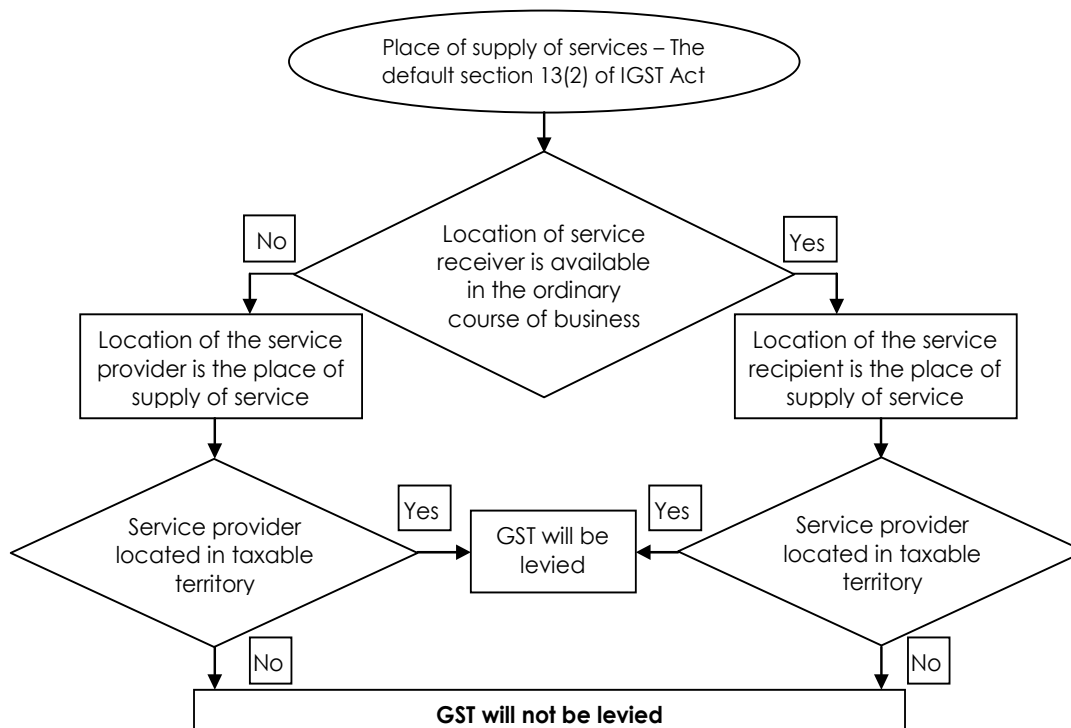 Place of supply of services – The
default section 13(2) of IGST Act
No
Location of service
receiver is available
in the ordinary
course of business
Yes
Location of the service
provider is the place of
supply of service
Location of the service
recipient is the place of
supply of service
Service provider
located in taxable
territory
Yes
GST will be
levied
Yes
Service provider
located in taxable
territory
No
No
GST will not be levied